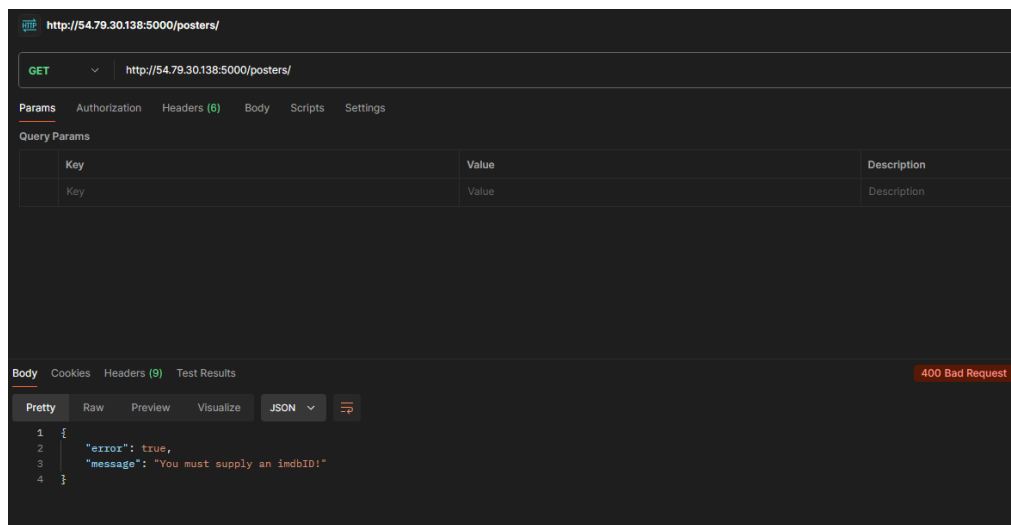 HTTP http://54.79.30.138:5000/posters/
GET http://54.79.30.138:5000/posters/
Params Authorization Headers (6) Body Scripts Settings
Query Params
Key Value Description
Key Value Description
Body Cookies Headers (9) Test Results 400 Bad Request
Pretty Raw Preview Visualize JSON
1 {
2 "error": true,
3 "message": "You must supply an imdbID!"
4 }